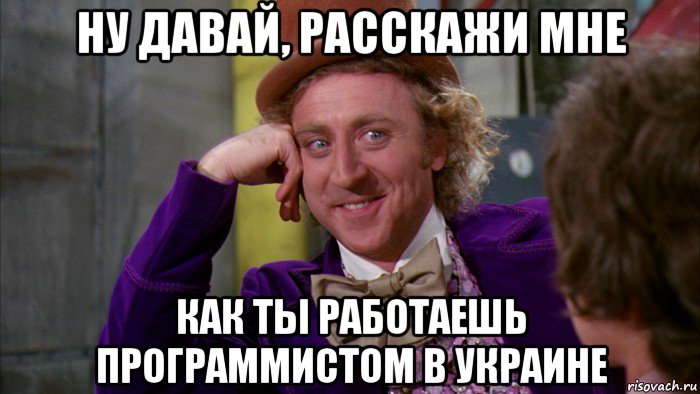 НУ ДАВАЙ, РАССКАЖИ МНЕ
КАК ТЫ РАБОТАЕШЬ
ПРОГРАММИСТОМ В УКРАИНЕ
risovach.ru